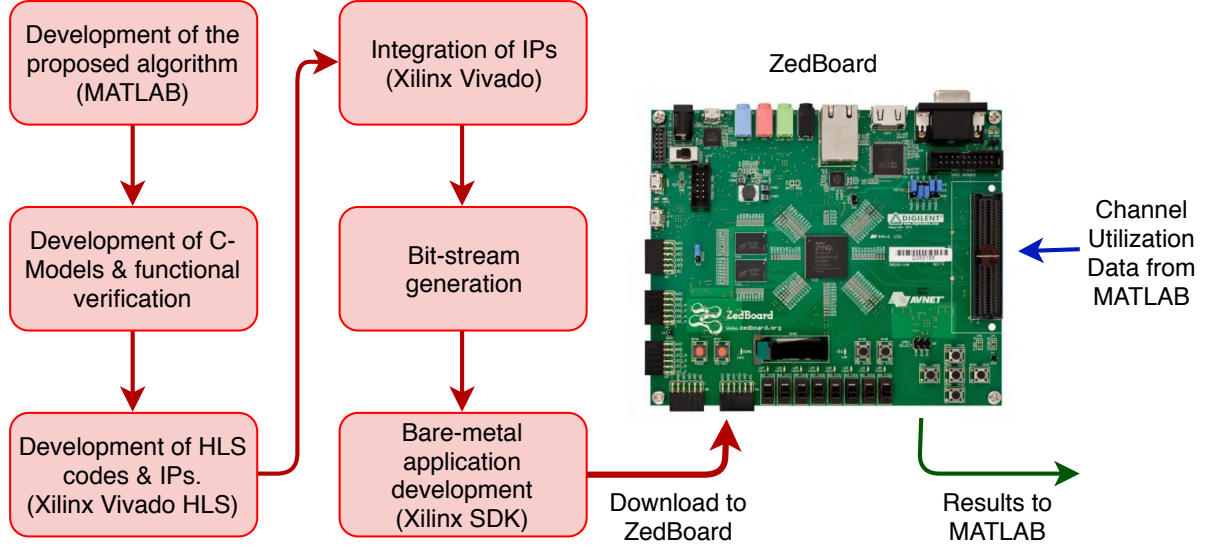 Development of the
proposed algorithm
(MATLAB)
Development of C-
Models & functional
verification
Development of HLS
codes & IPs.
(Xilinx Vivado HLS)
Integration of IPs
(Xilinx Vivado)
Bit-stream
generation
Bare-metal
application
development
(Xilinx SDK)
Download to
ZedBoard
ZedBoard
DIGILENT
ZYNQ
AVNET
ZedBoard
www.zedboard.org
Channel
Utilization
Data from
MATLAB
Results to
MATLAB